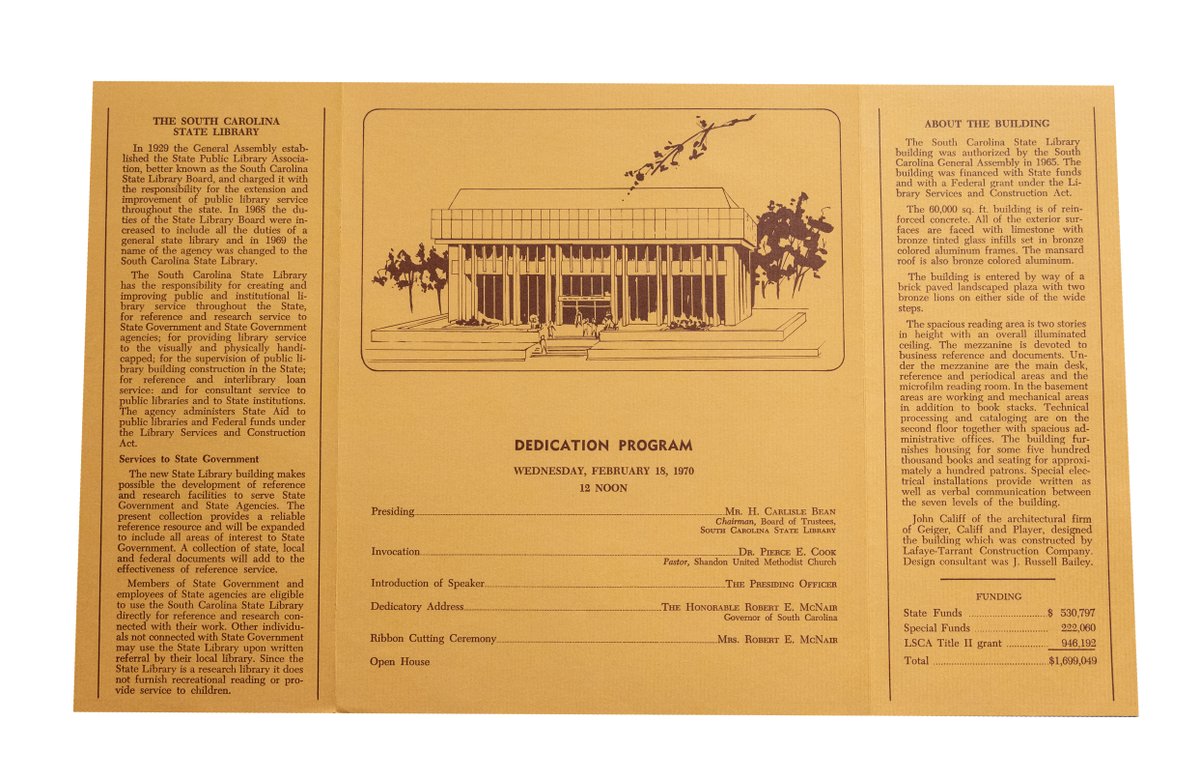 THE SOUTH CAROLINA
STATE LIBRARY
In 1929 the General Assembly estab-
lished the State Public Library Associa-
tion, better known as the South Carolina
State Library Board, and charged it with
the responsibility for the extension and
improvement of public library service
throughout the state. In 1968 the du-
ties of the State Library Board were in-
creased to include all the duties of a
general state library and in 1969 the
name of the agency was changed to the
South Carolina State Library.
The South Carolina State Library
has the responsibility for creating and
improving public and institutional li-
brary service throughout the State,
for reference and research service to
State Government and State Government
agencies; for providing library service
to the visually and physically handi-
capped; for the supervision of public li-
brary building construction in the State;
for reference and interlibrary loan
service: and for consultant service to
public libraries and to State institutions.
The agency administers State Aid to
public libraries and Federal funds under
the Library Services and Construction
Act.
Services to State Government
The new State Library building makes
possible the development of reference
and research facilities to serve State
Government and State Agencies. The
present collection provides a reliable
reference resource and will be expanded
to include all areas of interest to State
Government. A collection of state, local
and federal documents will add to the
effectiveness of reference service.
Members of State Government and
employees of State agencies are eligible
to use the South Carolina State Library
directly for reference and research con-
nected with their work. Other individu-
als not connected with State Government
may use the State Library upon written
referral by their local library. Since the
State Library is a research library it does
not furnish recreational reading or pro-
vide service to children.
DEDICATION PROGRAM
WEDNESDAY, FEBRUARY 18, 1970
12 NOON
Presiding MR. H. CARLISLE BEAN
Chairman, Board of Trustees,
SOUTH CAROLINA STATE LIBRARY
Invocation DR. PIERCE E. COOK
Pastor, Shandon United Methodist Church
Introduction of Speaker THE PRESIDING OFFICER
Dedicatory Address THE HONORABLE ROBERT E. MCNAIR
Governor of South Carolina
Ribbon Cutting Ceremony MRS. ROBERT E. MCNAIR
Open House
ABOUT THE BUILDING
The South Carolina State Library
building was authorized by the South
Carolina General Assembly in 1965. The
building was financed with State funds
and with a Federal grant under the Li-
brary Services and Construction Act.
The 60,000 sq. ft. building is of rein-
forced concrete. All of the exterior sur-
faces are faced with limestone with
bronze tinted glass infills set in bronze
colored aluminum frames. The mansard
roof is also bronze colored aluminum.
The building is entered by way of a
brick paved landscaped plaza with two
bronze lions on either side of the wide
steps.
The spacious reading area is two stories
in height with an overall illuminated
ceiling. The mezzanine is devoted to
business reference and documents. Un-
der the mezzanine are the main desk,
reference and periodical areas and the
microfilm reading room. In the basement
areas are working and mechanical areas
in addition to book stacks. Technical
processing and cataloging are on the
second floor together with spacious ad-
ministrative offices. The building fur-
nishes housing for some five hundred
thousand books and seating for approxi-
mately a hundred patrons. Special elec-
trical installations provide written as
well as verbal communication between
the seven levels of the building.
John Califf of the architectural firm
of Geiger, Califf and Player, designed
the building which was constructed by
Lafaye-Tarrant Construction Company.
Design consultant was J. Russell Bailey.
FUNDING
State Funds $ 530,797
Special Funds 222,060
LSCA Title II grant 946,192
Total $1,699,049